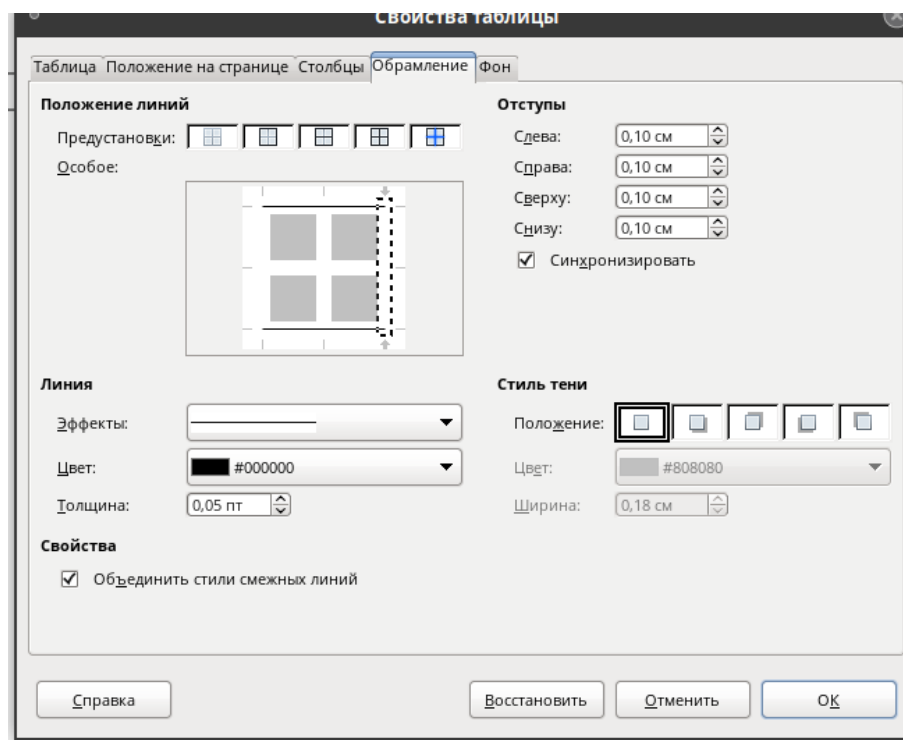 Свойства таблицы
Таблица Положение на странице Столбцы Обрамление Фон
Положение линий
Предустановки:
Особое:
Отступы
Слева: 0,10 см
Справа: 0,10 см
Сверху: 0,10 см
Снизу: 0,10 см
Синхронизировать
Линия
Эффекты:
Цвет: #000000
Толщина: 0,05 пт
Стиль тени
Положение:
Цвет: #808080
Ширина: 0,18 см
Свойства
Объединить стили смежных линий
Справка Восстановить Отменить ОК